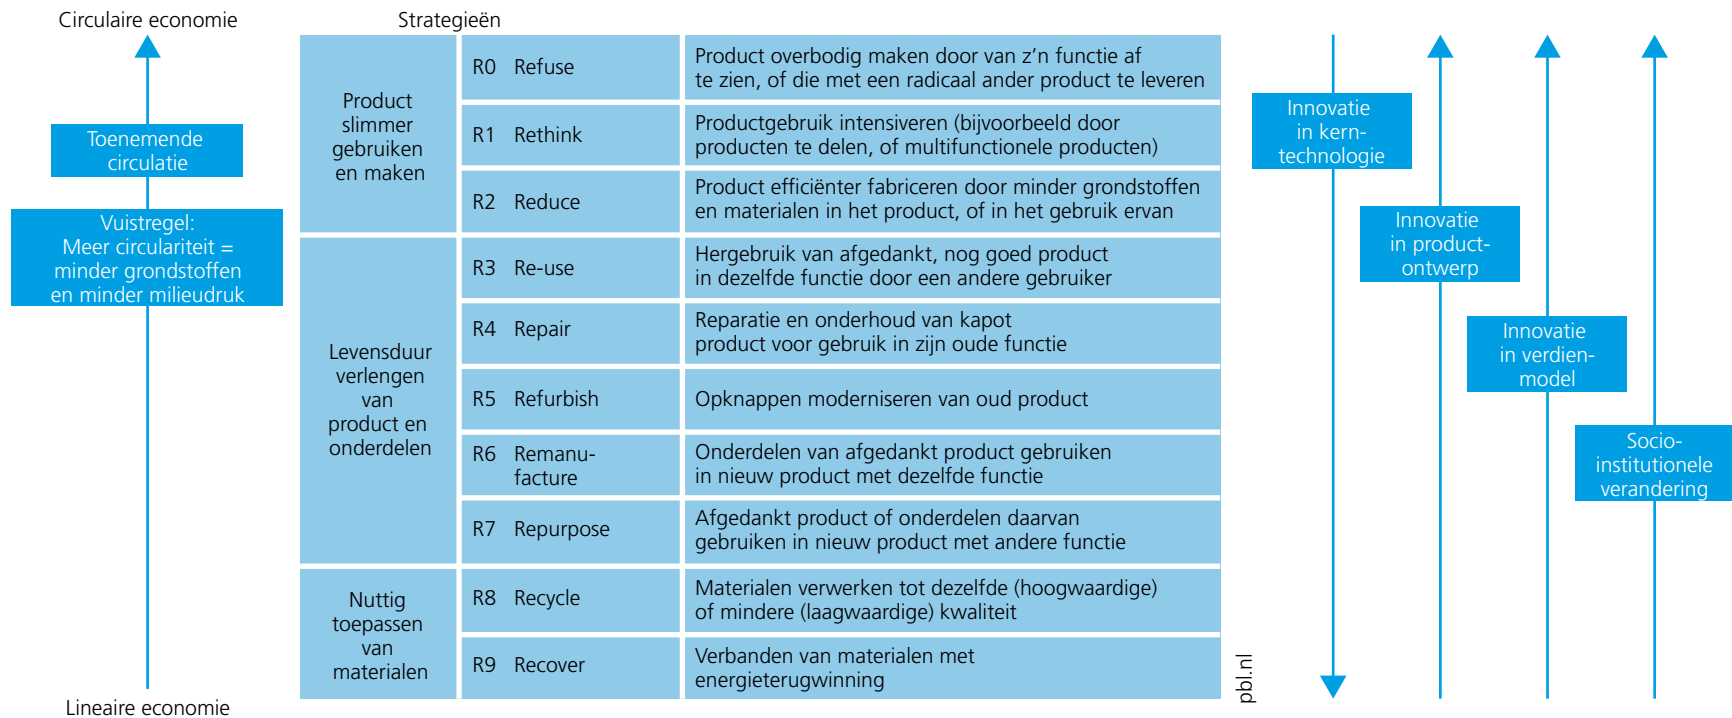 Circulaire economie
Strategieën
Toenemende
circulatie
Vuistregel:
Meer circulariteit =
minder grondstoffen
en minder milieudruk
Lineaire economie
Product
slimmer
gebruiken
en maken
R0 Refuse
Product overbodig maken door van z’n functie af
te zien, of die met een radicaal ander product te leveren
R1 Rethink
Productgebruik intensiveren (bijvoorbeeld door
producten te delen, of multifunctionele producten)
R2 Reduce
Product efficiënter fabriceren door minder grondstoffen
en materialen in het product, of in het gebruik ervan
Levensduur
verlengen
van
product en
onderdelen
R3 Re-use
Hergebruik van afgedankt, nog goed product
in dezelfde functie door een andere gebruiker
R4 Repair
Reparatie en onderhoud van kapot
product voor gebruik in zijn oude functie
R5 Refurbish
Opknappen moderniseren van oud product
R6 Remanu-
facture
Onderdelen van afgedankt product gebruiken
in nieuw product met dezelfde functie
R7 Repurpose
Afgedankt product of onderdelen daarvan
gebruiken in nieuw product met andere functie
Nuttig
toepassen
van
materialen
R8 Recycle
Materialen verwerken tot dezelfde (hoogwaardige)
of mindere (laagwaardige) kwaliteit
R9 Recover
Verbanden van materialen met
energieterugwinning
pbl.nl
Innovatie
in kern-
technologie
Innovatie
in product-
ontwerp
Innovatie
in verdien-
model
Socio-
institutionele
verandering